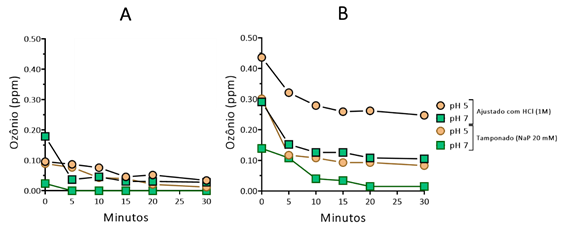 A
B
0.50
0.40
0.30
0.20
0.10
0.00
Ozônio (ppm)
0 5 10 15 20 25 30
Minutos
0.50
0.40
0.30
0.20
0.10
0.00
Ozônio (ppm)
0 5 10 15 20 25 30
Minutos
pH 5
pH 7
Ajustado com HCl (1M)
pH 5
pH 7
Tamponado (NaP 20 mM)